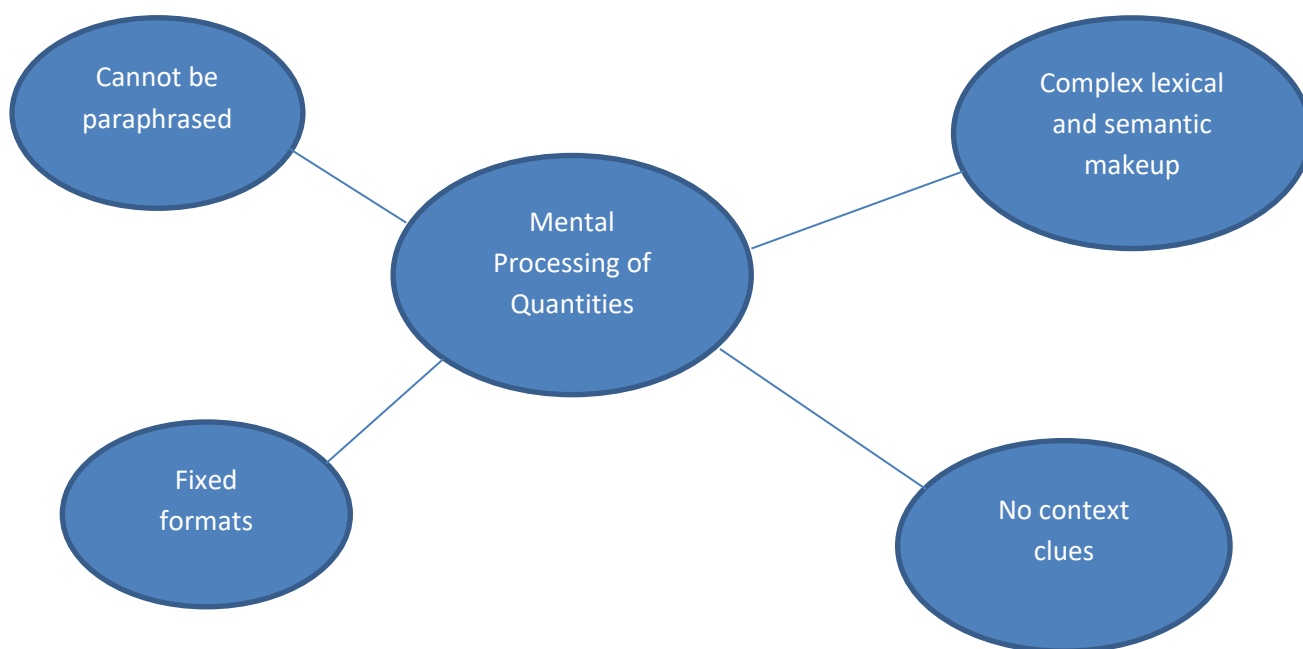 Cannot be
paraphrased
Complex lexical
and semantic
makeup
Mental
Processing of
Quantities
Fixed
formats
No context
clues